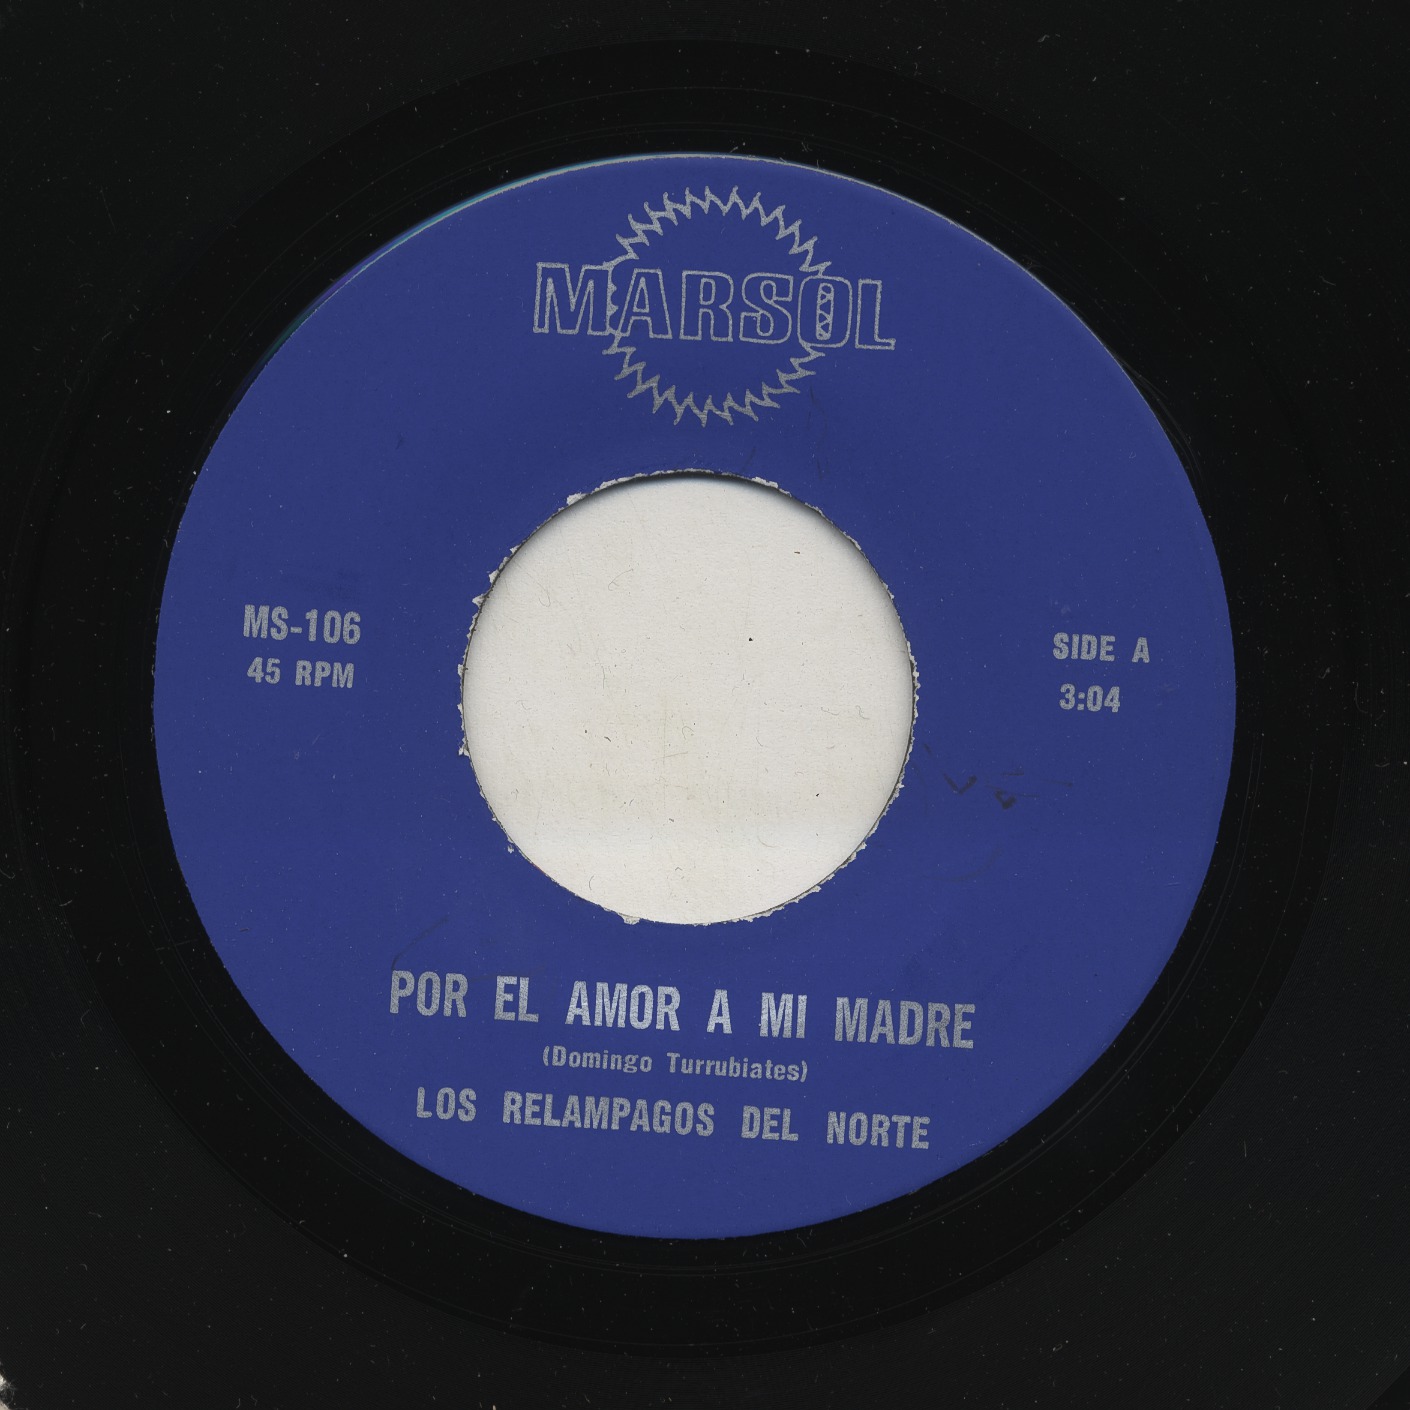 MARSOL
MS-106
45 RPM
SIDE A
3:04
POR EL AMOR A MI MADRE
(Domingo Turrubiates)
LOS RELAMPAGOS DEL NORTE